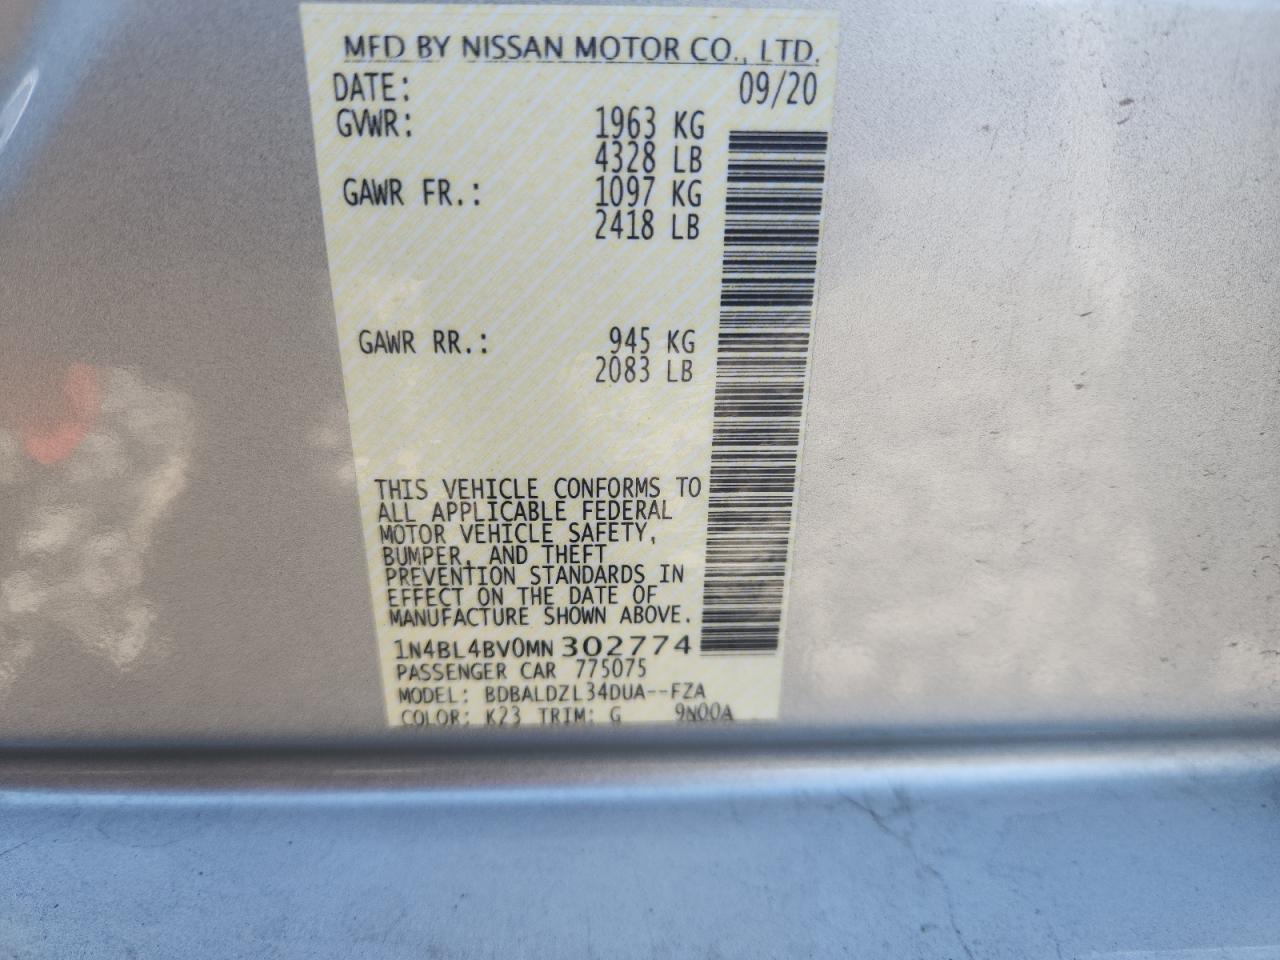 MFD BY NISSAN MOTOR CO., LTD.
DATE: 09/20
GVWR: 1963 KG
4328 LB
GAWR FR.: 1097 KG
2418 LB
GAWR RR.: 945 KG
2083 LB
THIS VEHICLE CONFORMS TO
ALL APPLICABLE FEDERAL
MOTOR VEHICLE SAFETY,
BUMPER, AND THEFT
PREVENTION STANDARDS IN
EFFECT ON THE DATE OF
MANUFACTURE SHOWN ABOVE.
1N4BL4BV0MN302774
PASSENGER CAR 775075
MODEL: BDBALDZL34DUA--FZA
COLOR: K23 TRIM: G 9N00A